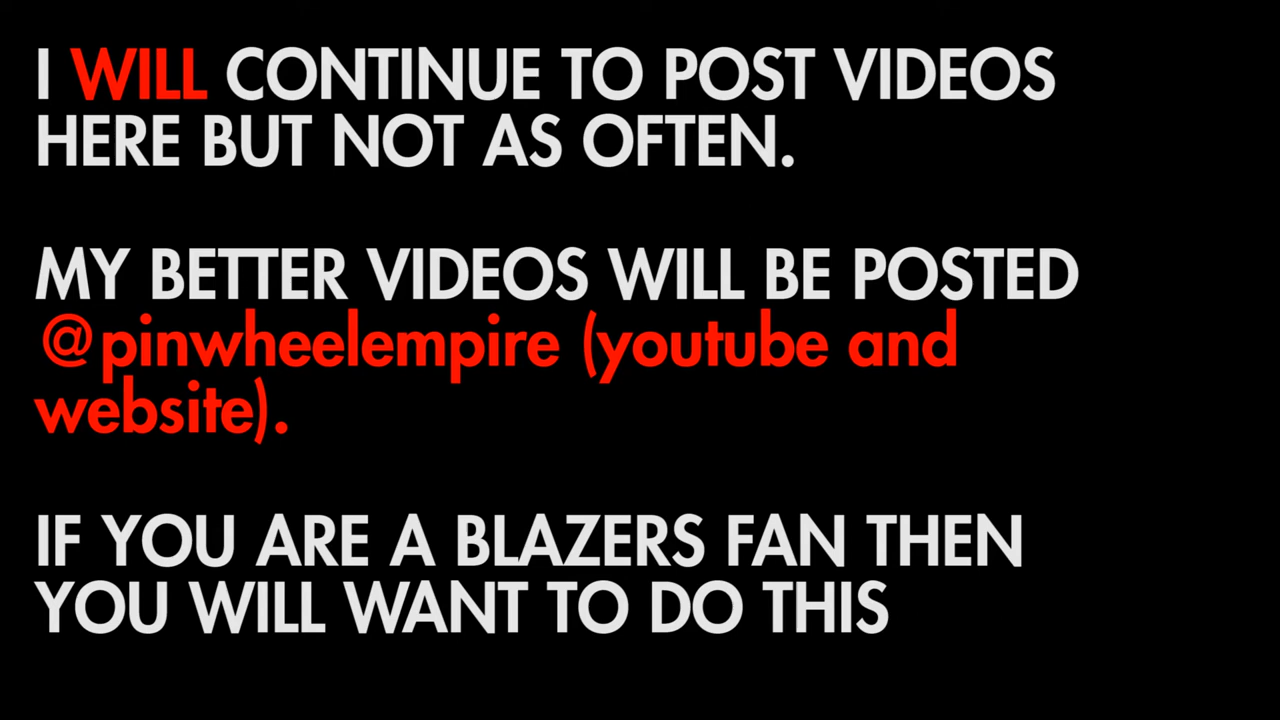 I WILL CONTINUE TO POST VIDEOS
HERE BUT NOT AS OFTEN.
MY BETTER VIDEOS WILL BE POSTED
@pinwheelempire (youtube and
website).
IF YOU ARE A BLAZERS FAN THEN
YOU WILL WANT TO DO THIS